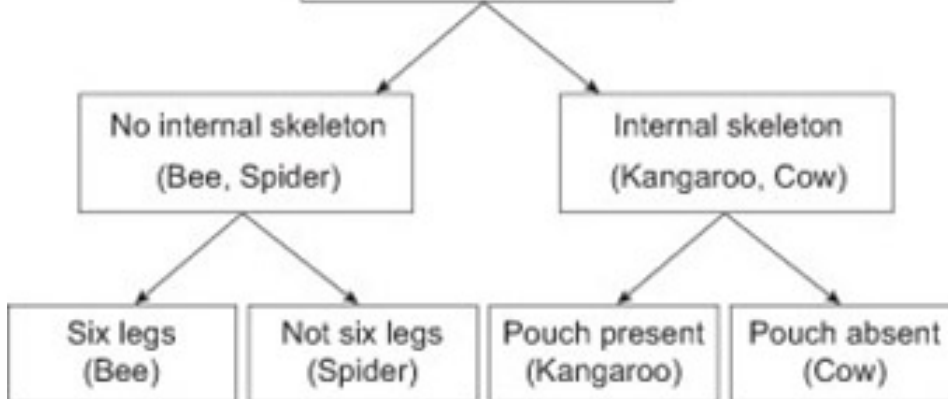 No internal skeleton
(Bee, Spider)
Internal skeleton
(Kangaroo, Cow)
Six legs
(Bee)
Not six legs
(Spider)
Pouch present
(Kangaroo)
Pouch absent
(Cow)